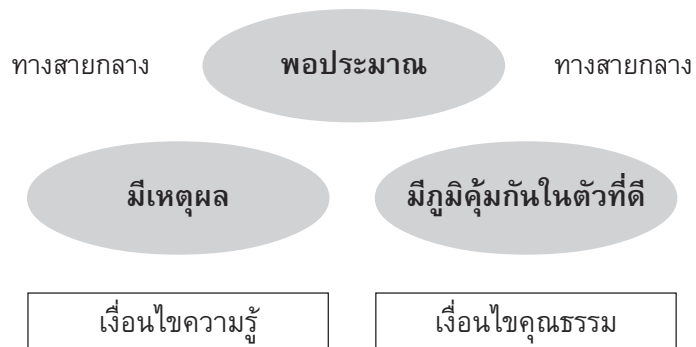 ทางสายกลาง พอประมาณ ทางสายกลาง
มีเหตุผล มีภูมิคุ้มกันในตัวที่ดี
เงื่อนไขความรู้ เงื่อนไขคุณธรรม